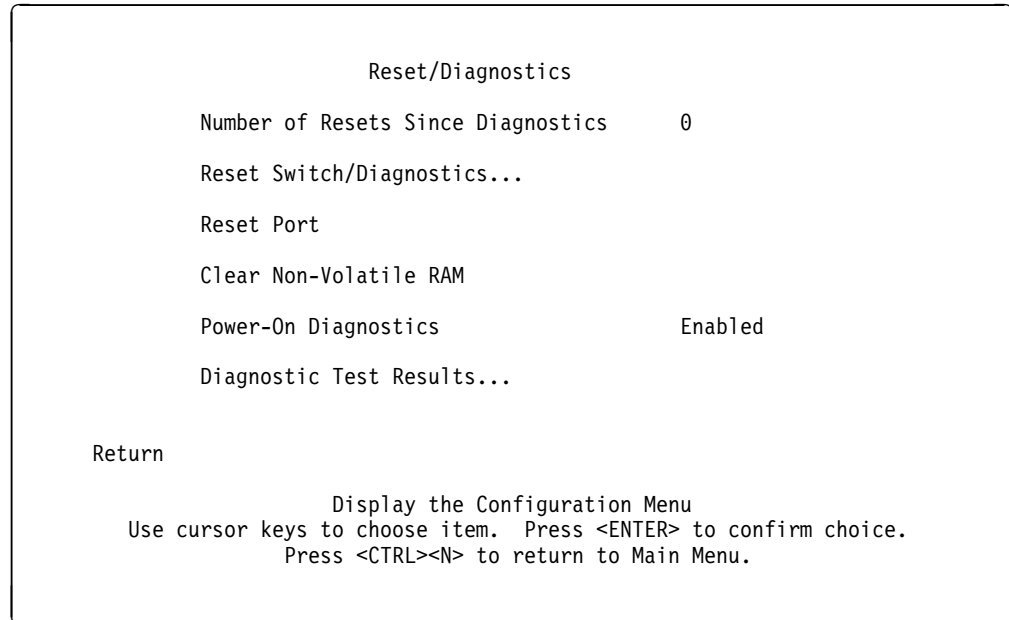 Reset/Diagnostics
Number of Resets Since Diagnostics 0
Reset Switch/Diagnostics...
Reset Port
Clear Non-Volatile RAM
Power-On Diagnostics Enabled
Diagnostic Test Results...
Return
Display the Configuration Menu
Use cursor keys to choose item. Press <ENTER> to confirm choice.
Press <CTRL><N> to return to Main Menu.